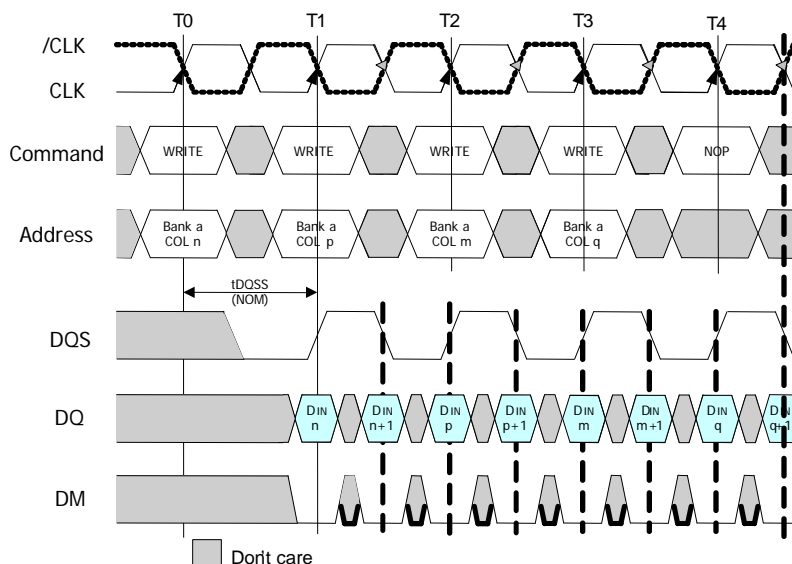 T0 T1 T2 T3 T4
/CLK
CLK
Command WRITE WRITE WRITE WRITE NOP
Address Bank a COL n Bank a COL p Bank a COL m Bank a COL q
tDQSS
(NOM)
DQS
DQ DIN n DIN n+1 DIN p DIN p+1 DIN m DIN m+1 DIN q DIN q+1
DM
Don't care